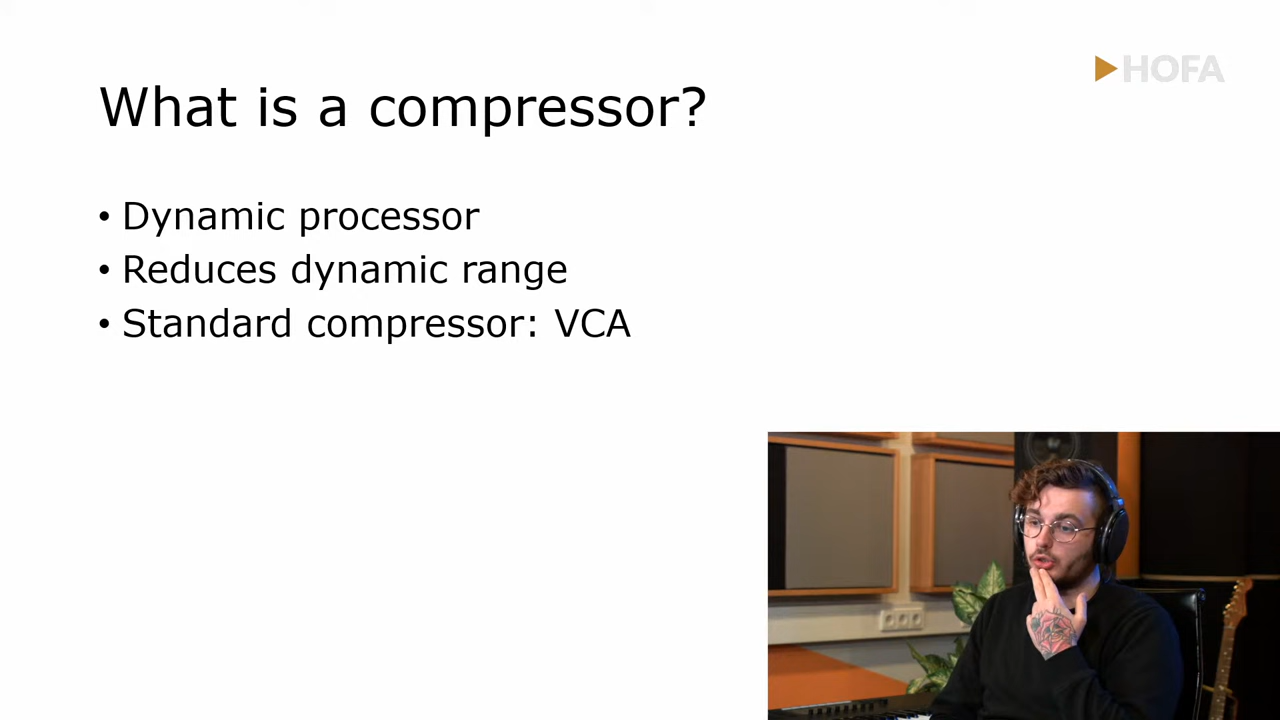 HOFA
What is a compressor?
• Dynamic processor
• Reduces dynamic range
• Standard compressor: VCA